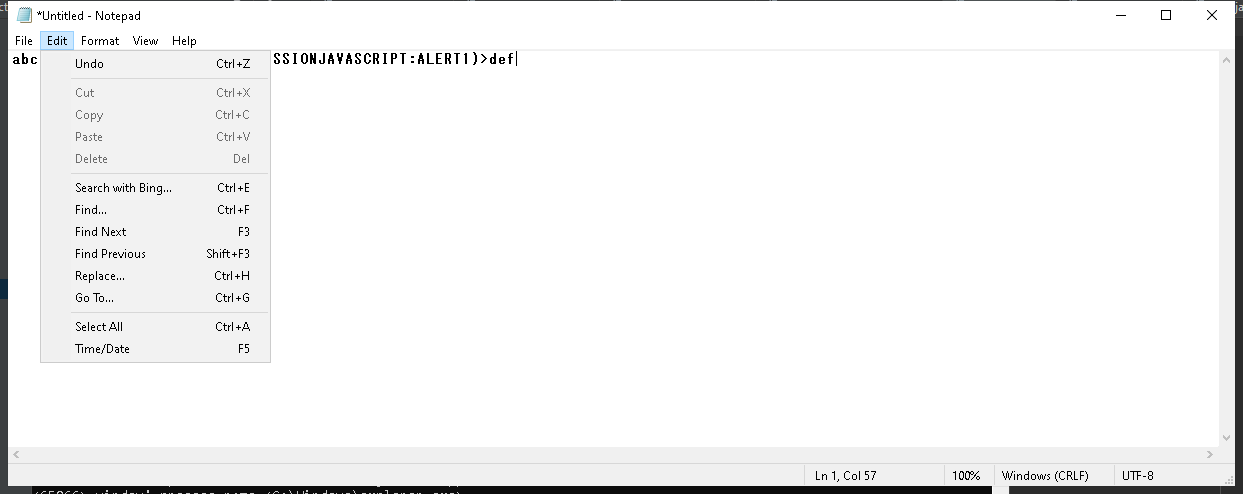 *Untitled - Notepad
File Edit Format View Help
abc SSIONJAVASCRIPT:ALERT1)>def
Undo Ctrl+Z
Cut Ctrl+X
Copy Ctrl+C
Paste Ctrl+V
Delete Del
Search with Bing... Ctrl+E
Find... Ctrl+F
Find Next F3
Find Previous Shift+F3
Replace... Ctrl+H
Go To... Ctrl+G
Select All Ctrl+A
Time/Date F5
Ln 1, Col 57 100% Windows (CRLF) UTF-8